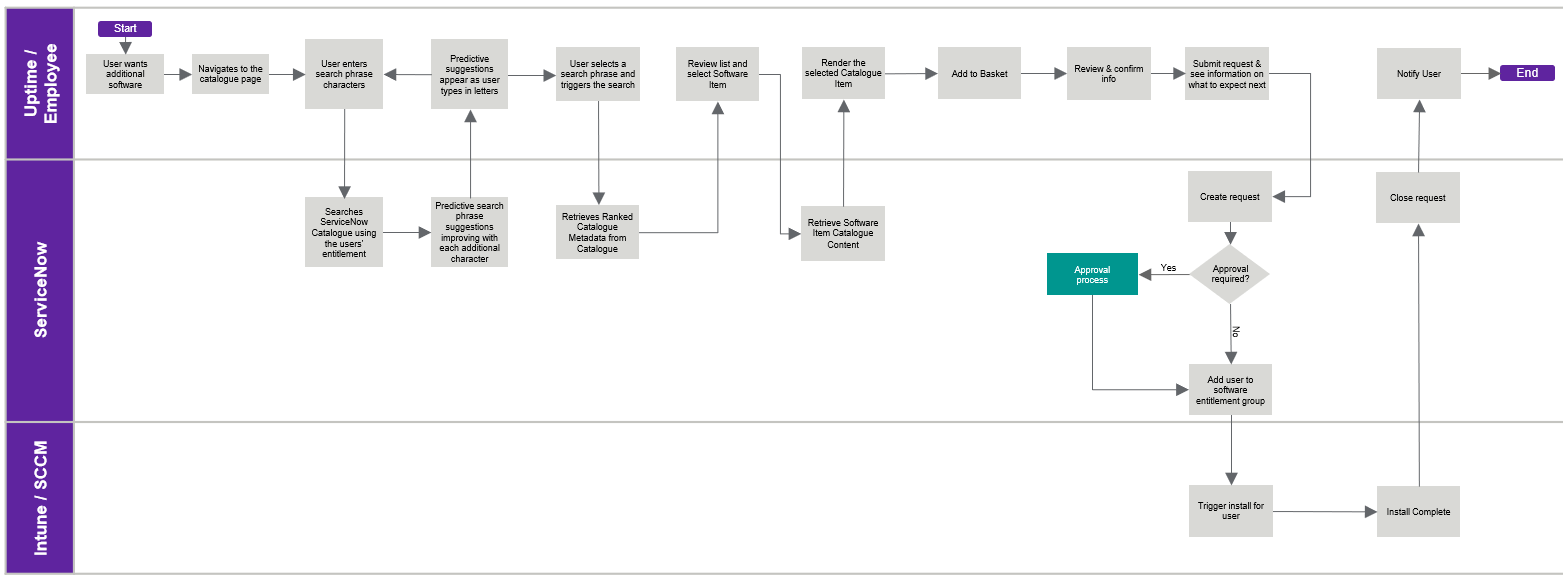 Uptime /
Employee
Start
User wants
additional
software
Navigates to the
catalogue page
User enters
search phrase
characters
Predictive
suggestions
appear as user
types in letters
User selects a
search phrase and
triggers the search
Review list and
select Software
Item
Render the
selected Catalogue
Item
Add to Basket
Review & confirm
info
Submit request &
see information on
what to expect next
Notify User
End
ServiceNow
Searches
ServiceNow
Catalogue using
the users'
entitlement
Predictive search
phrase
suggestions
improving with
each additional
character
Retrieves Ranked
Catalogue
Metadata from
Catalogue
Retrieve Software
Item Catalogue
Content
Create request
Approval
required?
Yes
Approval
process
No
Add user to
software
entitlement group
Close request
Intune / SCCM
Trigger install for
user
Install Complete